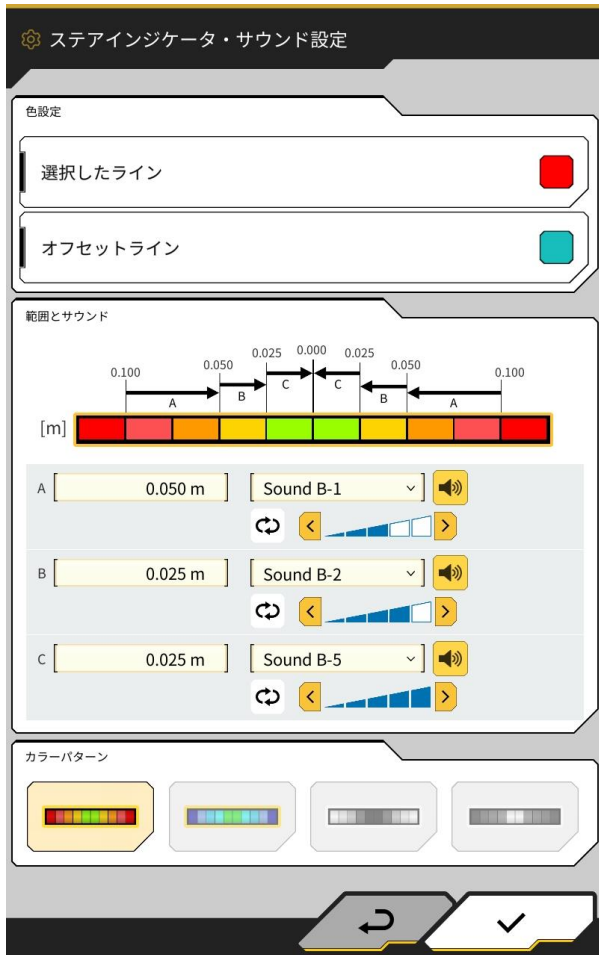 ステアインジケータ・サウンド設定
色設定
選択したライン
オフセットライン
範囲とサウンド
0.100 0.050 0.025 0.000 0.025 0.050 0.100
A B C C B A
[m]
A [ 0.050 m ] [ Sound B-1 ]
B [ 0.025 m ] [ Sound B-2 ]
C [ 0.025 m ] [ Sound B-5 ]
カラーパターン